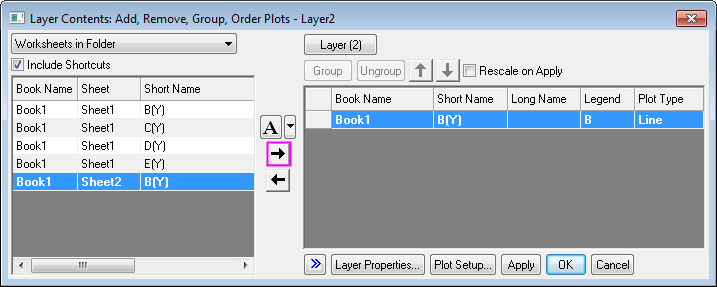 Layer Contents: Add, Remove, Group, Order Plots - Layer2
Worksheets in Folder
Include Shortcuts
Book Name Sheet Short Name
Book1 Sheet1 B(Y)
Book1 Sheet1 C(Y)
Book1 Sheet1 D(Y)
Book1 Sheet1 E(Y)
Book1 Sheet2 B(Y)
A
Layer (2)
Group Ungroup Rescale on Apply
Book Name Short Name Long Name Legend Plot Type
Book1 B(Y) B Line
Layer Properties... Plot Setup... Apply OK Cancel